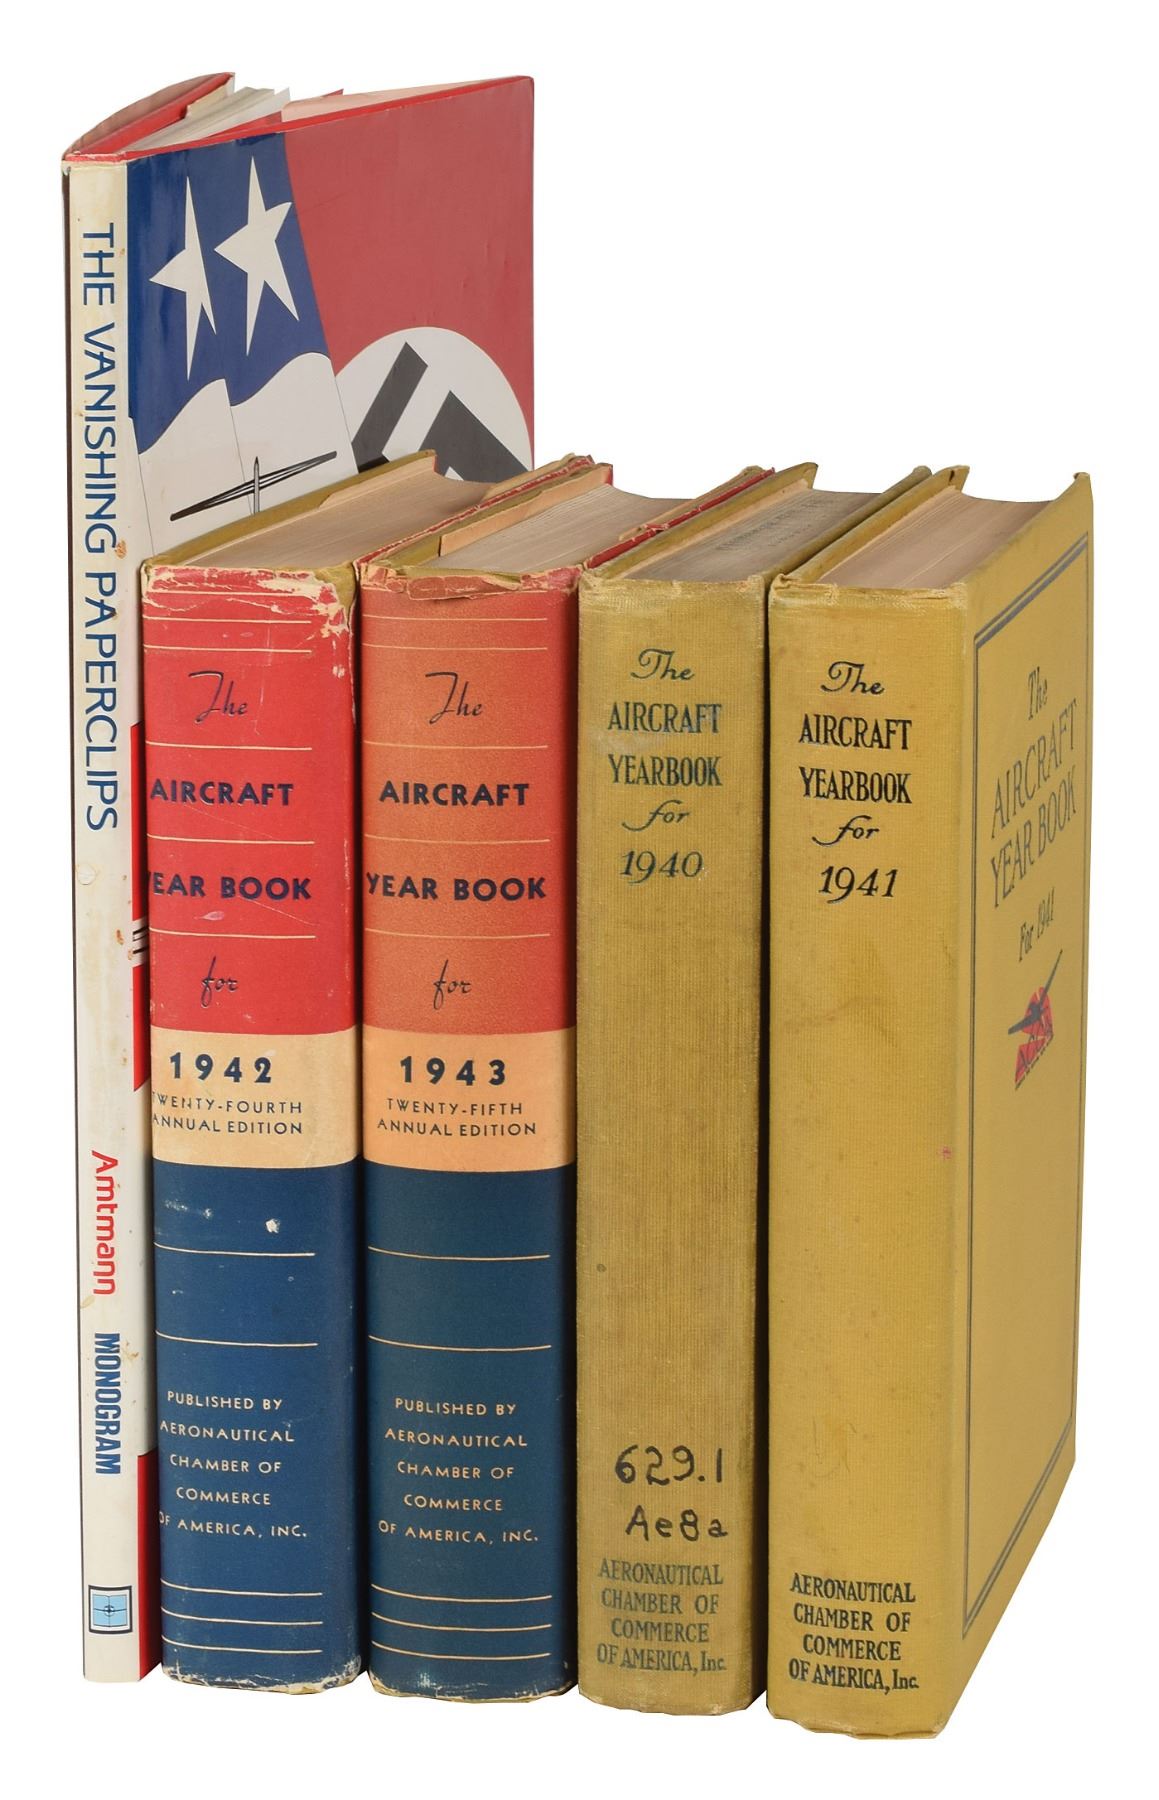 THE VANISHING PAPERCLIPS
Amtmann
MONOGRAM
The
AIRCRAFT
YEAR BOOK
for
1942
TWENTY-FOURTH
ANNUAL EDITION
PUBLISHED BY
AERONAUTICAL
CHAMBER OF
COMMERCE
OF AMERICA, INC.
The
AIRCRAFT
YEAR BOOK
for
1943
TWENTY-FIFTH
ANNUAL EDITION
PUBLISHED BY
AERONAUTICAL
CHAMBER OF
COMMERCE
OF AMERICA, INC.
The
AIRCRAFT
YEARBOOK
for
1940
629.1
Ae8a
AERONAUTICAL
CHAMBER OF
COMMERCE
OF AMERICA, Inc.
The
AIRCRAFT
YEARBOOK
for
1941
AERONAUTICAL
CHAMBER OF
COMMERCE
OF AMERICA, Inc.
The
AIRCRAFT
YEAR BOOK
For 1941